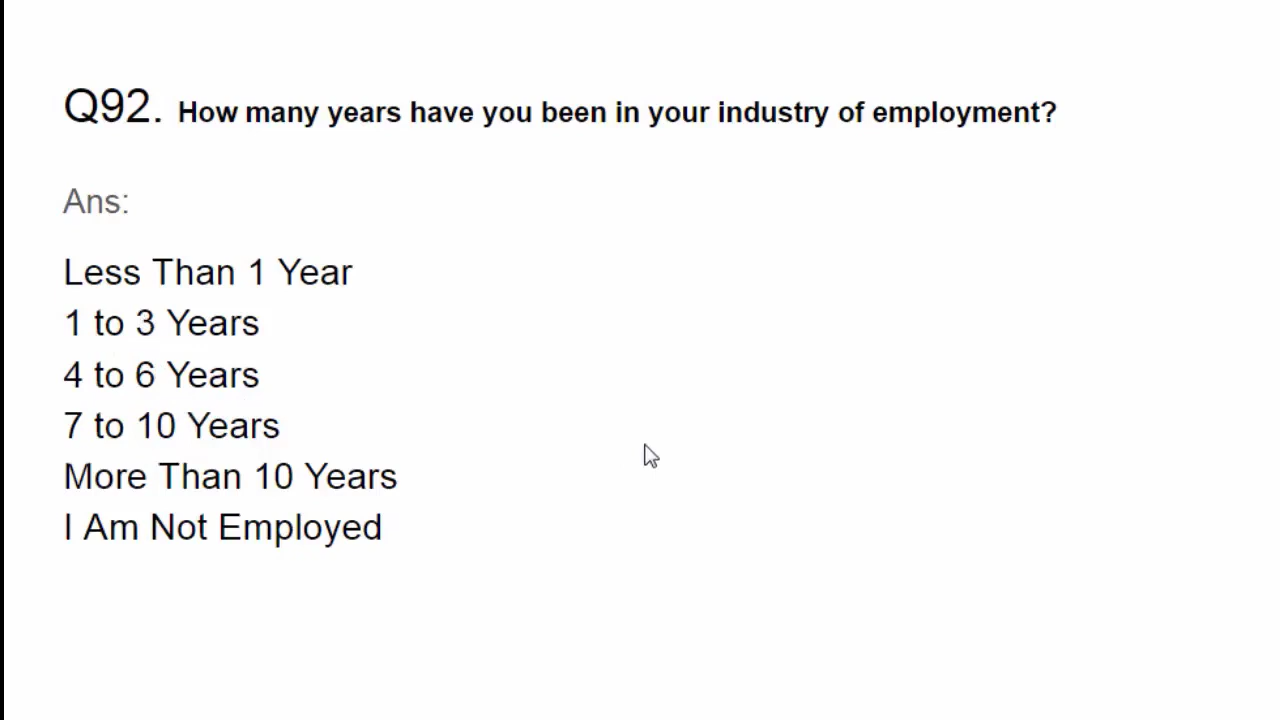 Q92. How many years have you been in your industry of employment?
Ans:
Less Than 1 Year
1 to 3 Years
4 to 6 Years
7 to 10 Years
More Than 10 Years
I Am Not Employed